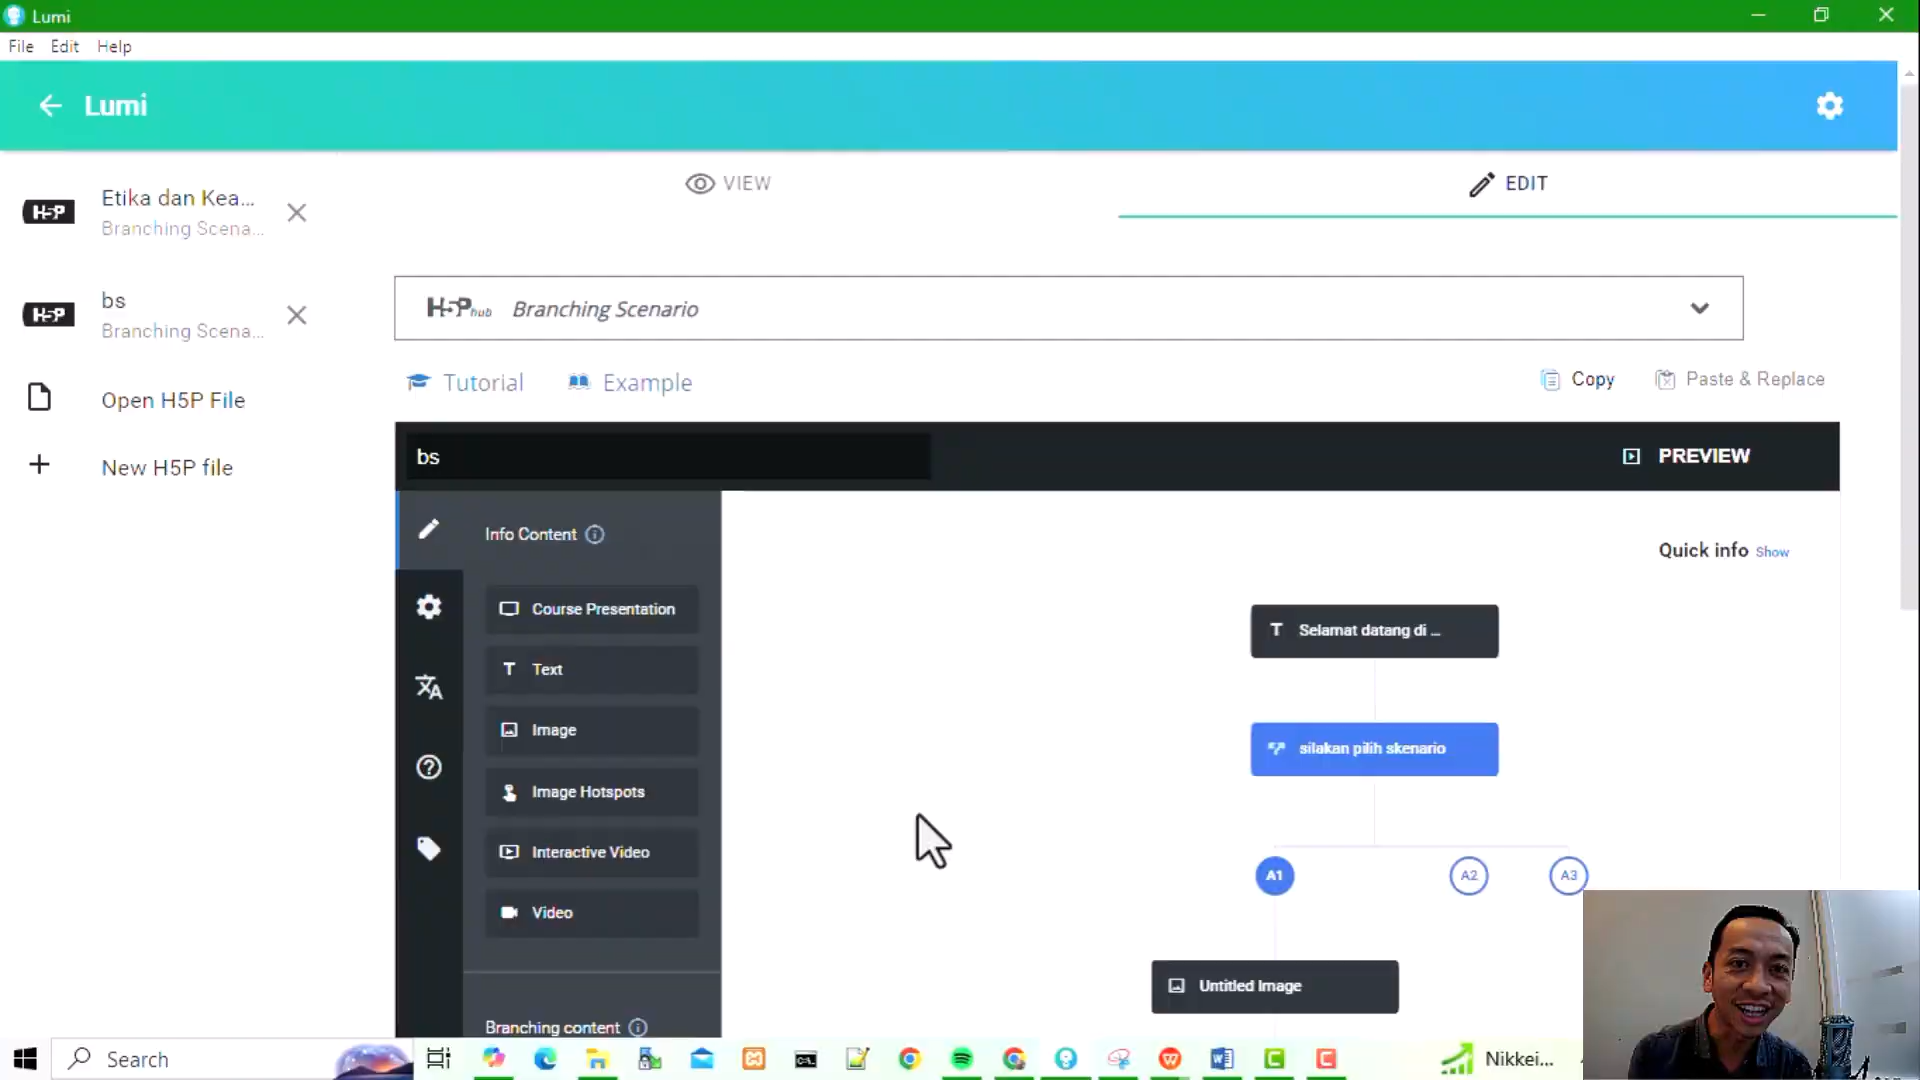 Lumi
File Edit Help
Lumi
VIEW
EDIT
H5P
Etika dan Kea...
Branching Scena...
H5P
bs
Branching Scena...
Open H5P File
New H5P file
H5Phub Branching Scenario
Tutorial
Example
Copy
Paste & Replace
bs
PREVIEW
Info Content
Course Presentation
Text
Image
Image Hotspots
Interactive Video
Video
Branching content
Quick info Show
Selamat datang di ...
silakan pilih skenario
A1
A2
A3
Untitled Image
Search
Nikkei...